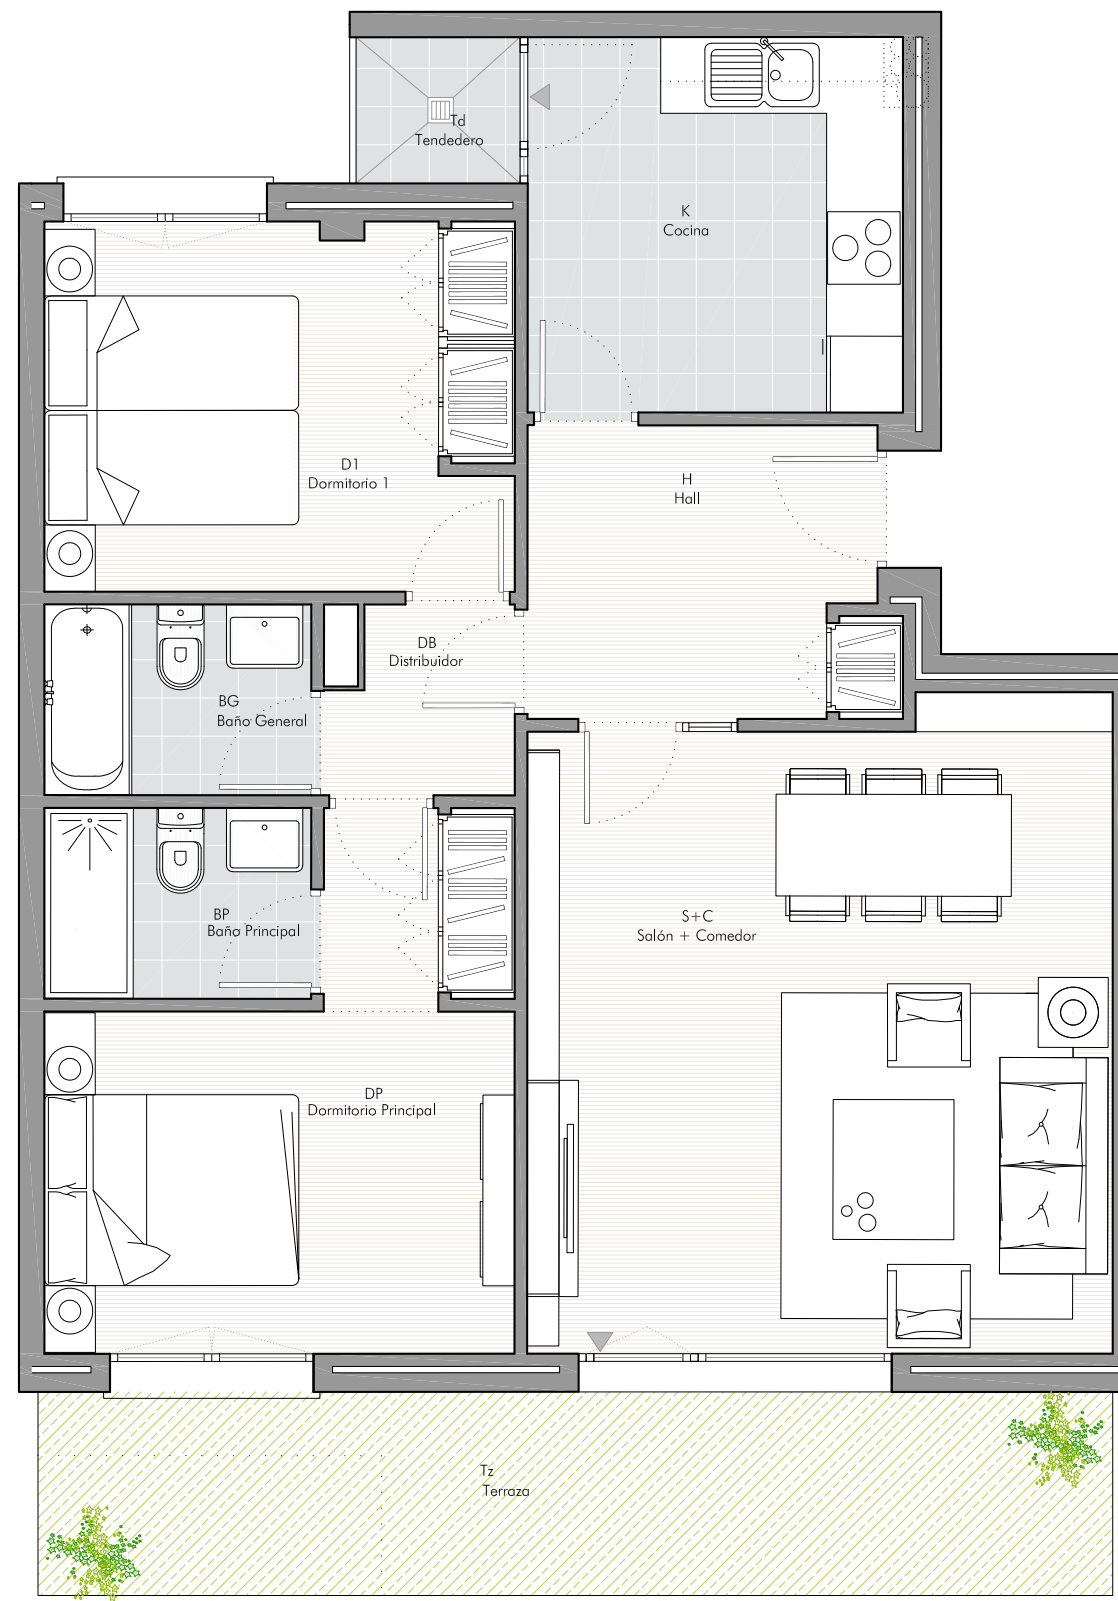 Td
Tendedero
K
Cocina
D1
Dormitorio 1
H
Hall
DB
Distribuidor
BG
Baño General
BP
Baño Principal
S+C
Salón + Comedor
DP
Dormitorio Principal
Tz
Terraza